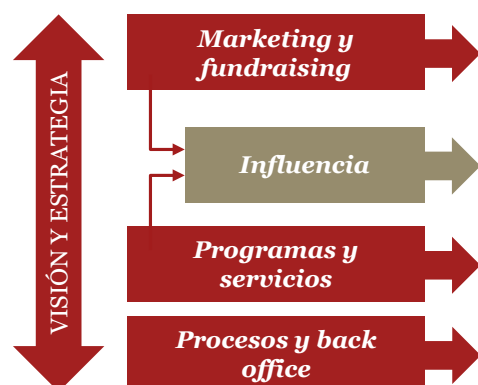 VISIÓN Y ESTRATEGIA
Marketing y
fundraising
Influencia
Programas y
servicios
Procesos y back
office